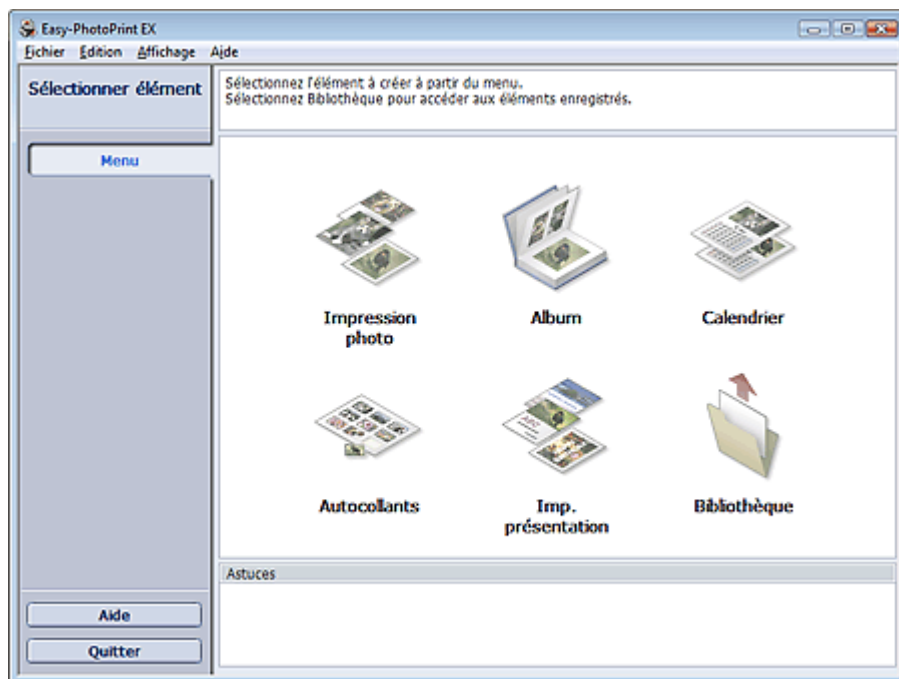 Easy-PhotoPrint EX
Fichier Édition Affichage Aide
Sélectionner élément
Sélectionnez l'élément à créer à partir du menu.
Sélectionnez Bibliothèque pour accéder aux éléments enregistrés.
Menu
Impression
photo
Album
Calendrier
Autocollants
Imp.
présentation
Bibliothèque
Astuces
Aide
Quitter